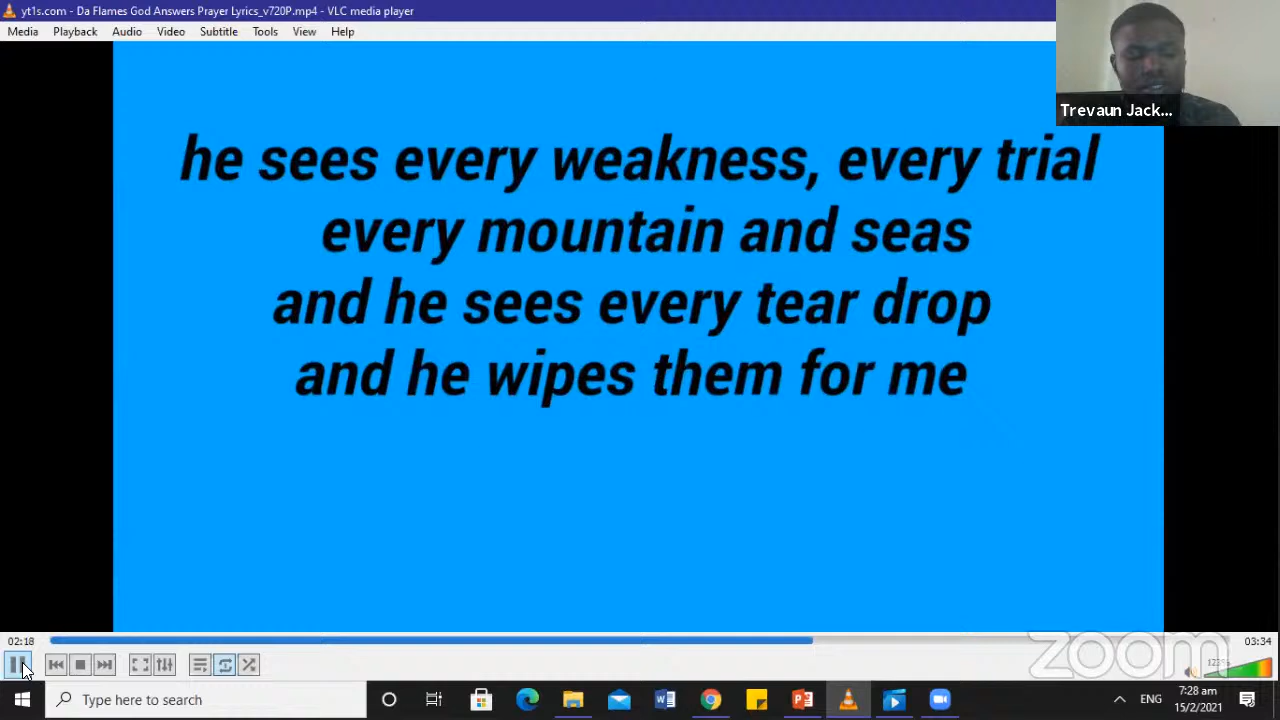 yt1s.com - Da Flames God Answers Prayer Lyrics_v720P.mp4 - VLC media player
Media Playback Audio Video Subtitle Tools View Help
Trevaun Jack...
he sees every weakness, every trial
every mountain and seas
and he sees every tear drop
and he wipes them for me
02:18
03:34
zoom
Type here to search
ENG
7:28 am
15/2/2021